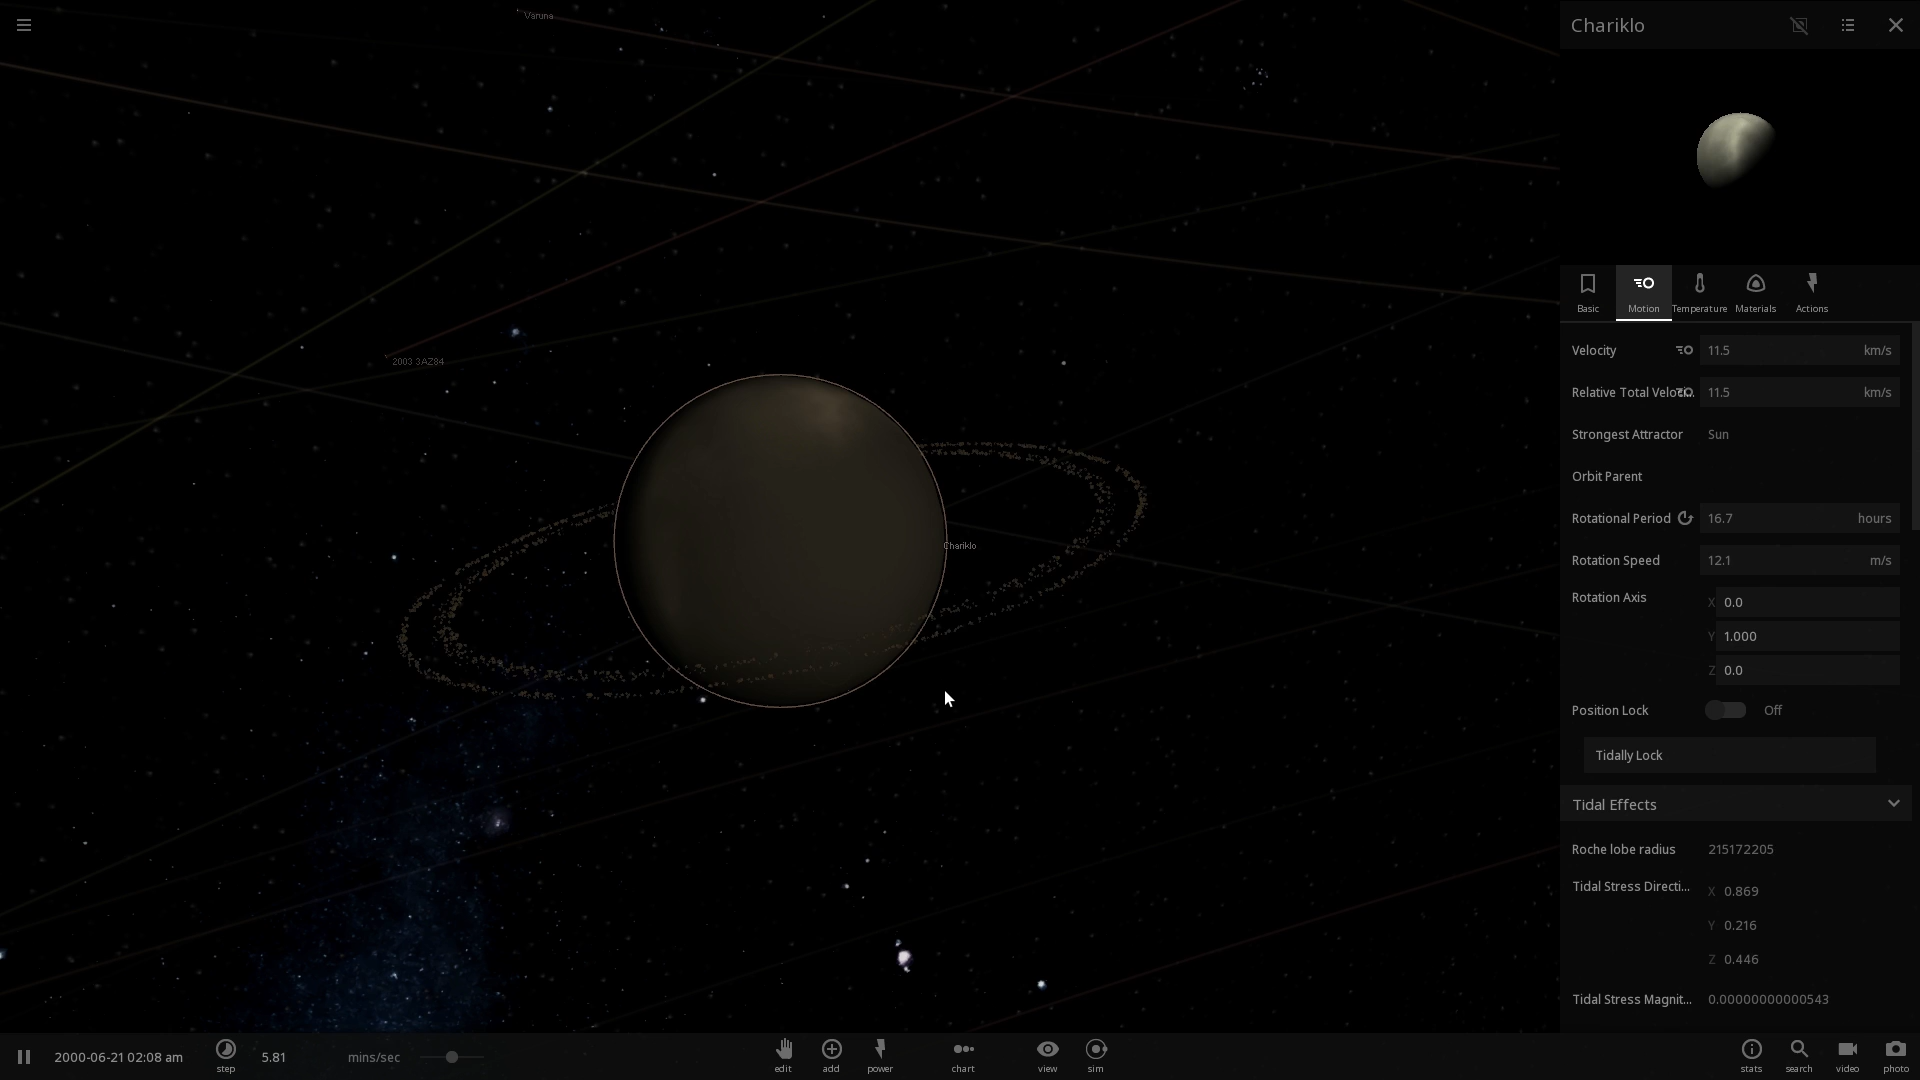 Varuna
2003 3AZ84
Chariklo
Chariklo
Basic
Motion
Temperature
Materials
Actions
Velocity 11.5 km/s
Relative Total Veloci... 11.5 km/s
Strongest Attractor Sun
Orbit Parent
Rotational Period 16.7 hours
Rotation Speed 12.1 m/s
Rotation Axis X 0.0
Y 1.000
Z 0.0
Position Lock Off
Tidally Lock
Tidal Effects
Roche lobe radius 215172205
Tidal Stress Directi... X 0.869
Y 0.216
Z 0.446
Tidal Stress Magnit... 0.00000000000543
2000-06-21 02:08 am
step
5.81 mins/sec
edit
add
power
chart
view
sim
stats
search
video
photo